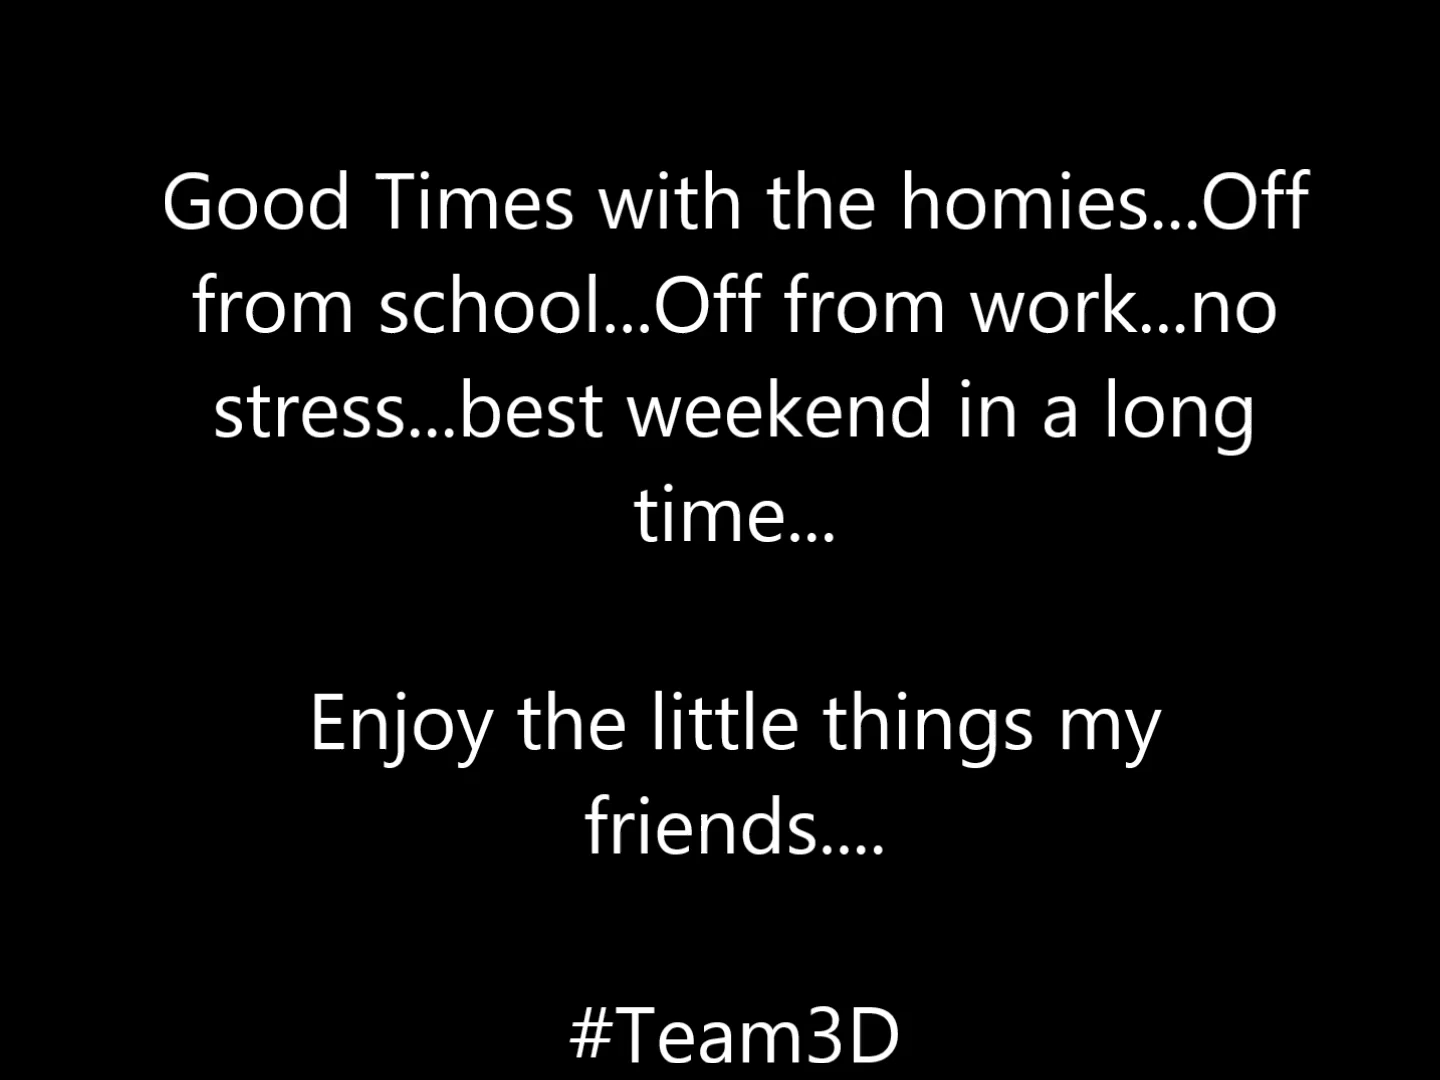 Good Times with the homies...Off
from school...Off from work...no
stress...best weekend in a long
time...
Enjoy the little things my
friends....
#Team3D